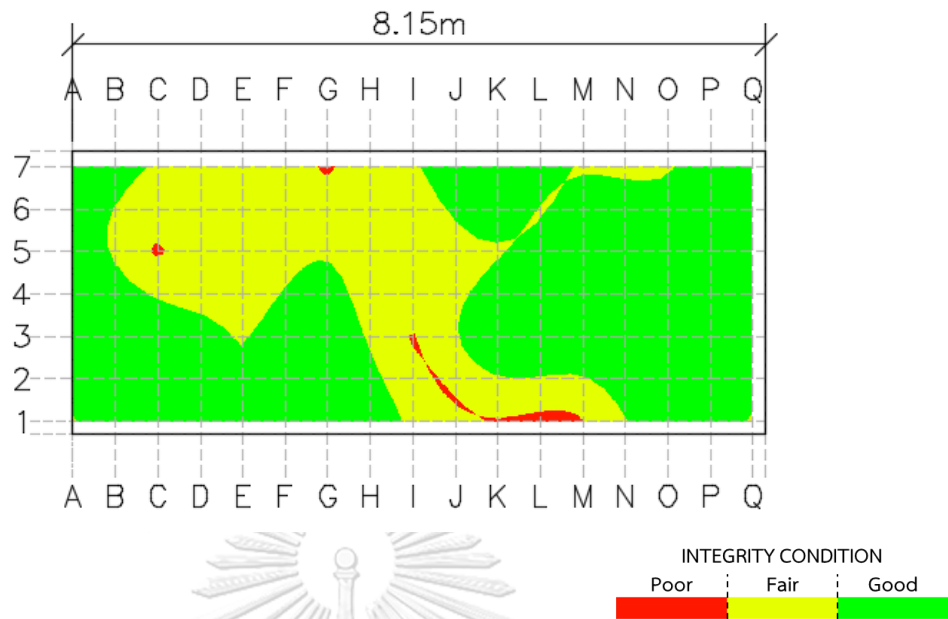 8.15m
A B C D E F G H I J K L M N O P Q
7
6
5
4
3
2
1
A B C D E F G H I J K L M N O P Q
INTEGRITY CONDITION
Poor Fair Good